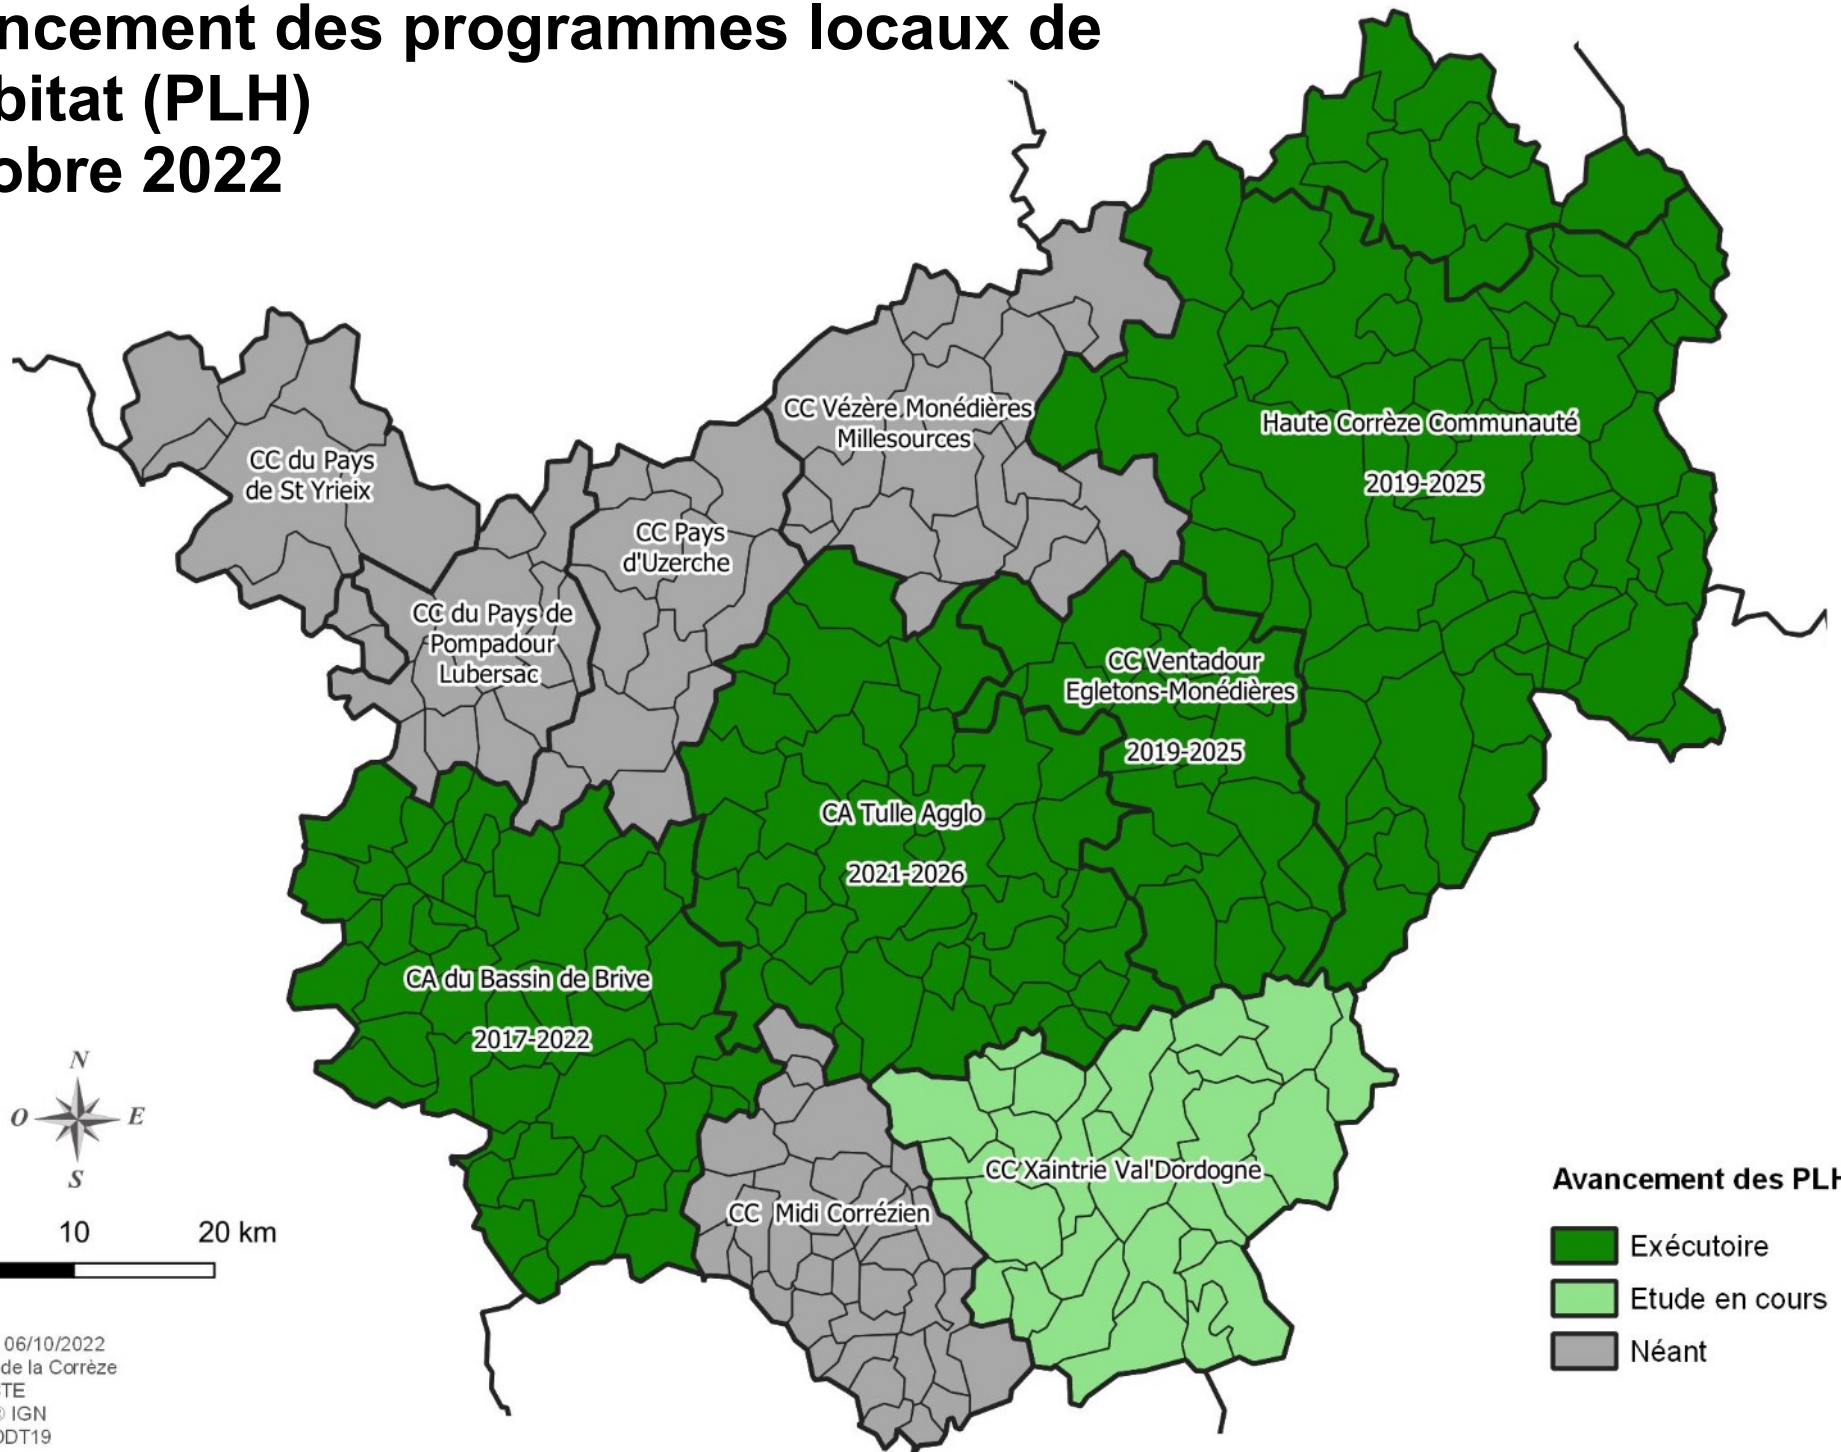 ncement des programmes locaux de
bitat (PLH)
obre 2022
CC du Pays
de St Yrieix
CC Vézère Monédières
Millesources
Haute Corrèze Communauté
2019-2025
CC Pays
d'Uzerche
CC du Pays de
Pompadour
Lubersac
CC Ventadour
Egletons-Monédières
2019-2025
CA Tulle Agglo
2021-2026
CA du Bassin de Brive
2017-2022
CC Xaintrie Val'Dordogne
CC Midi Corrézien
N
O
E
S
10 20 km
06/10/2022
de la Corrèze
TE
© IGN
DDT19
Avancement des PLH
Exécutoire
Etude en cours
Néant